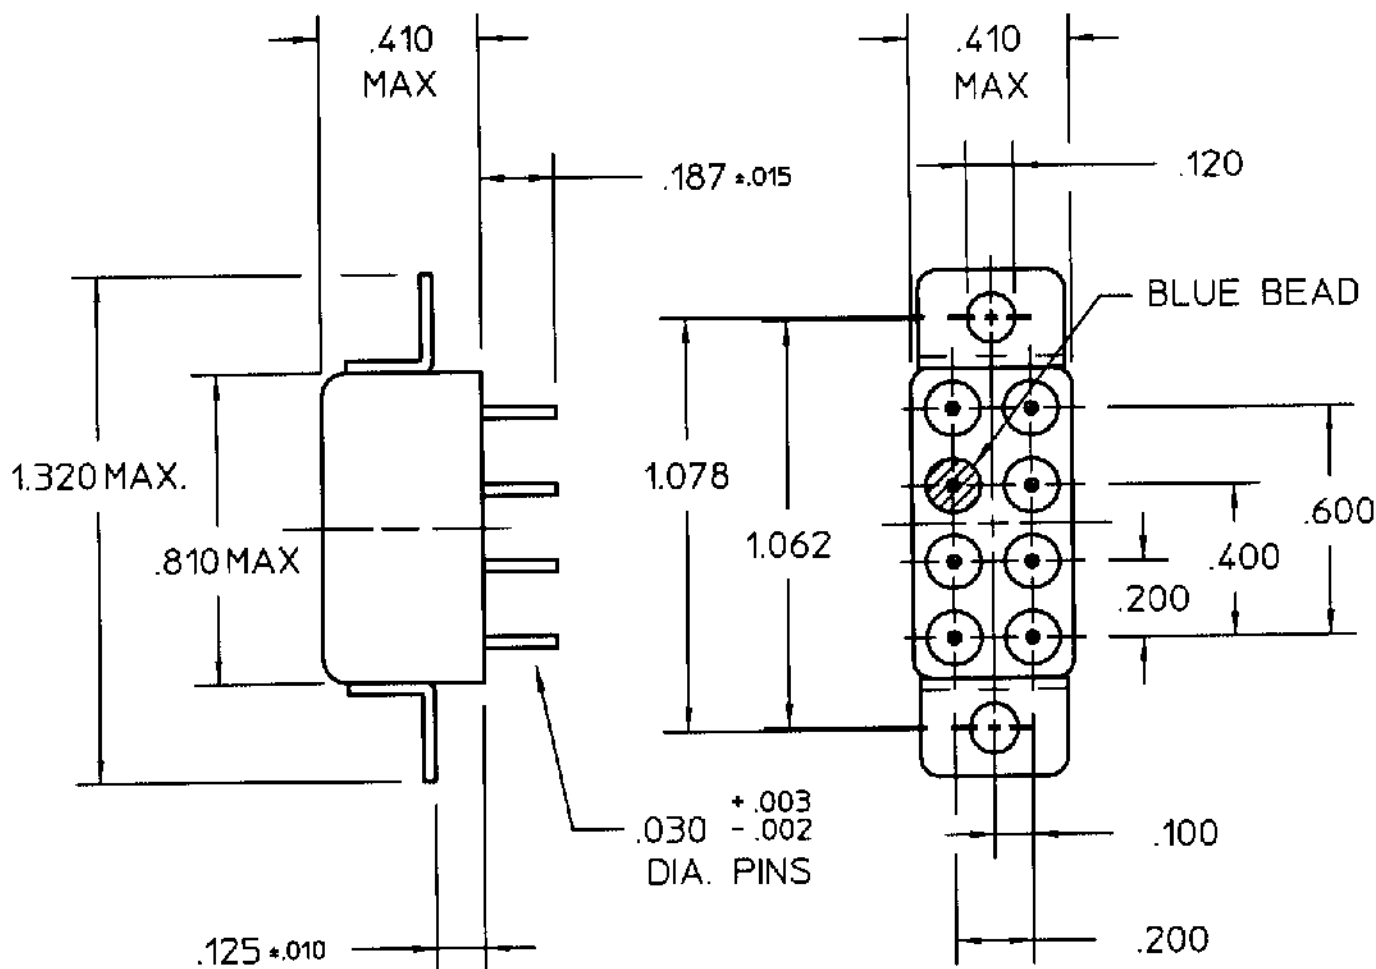 .410
MAX
.410
MAX
.187 ±.015
.120
BLUE BEAD
1.320 MAX.
1.078
.810 MAX
1.062
.600
.400
.200
.030 + .003
- .002
DIA. PINS
.100
.125 ±.010
.200